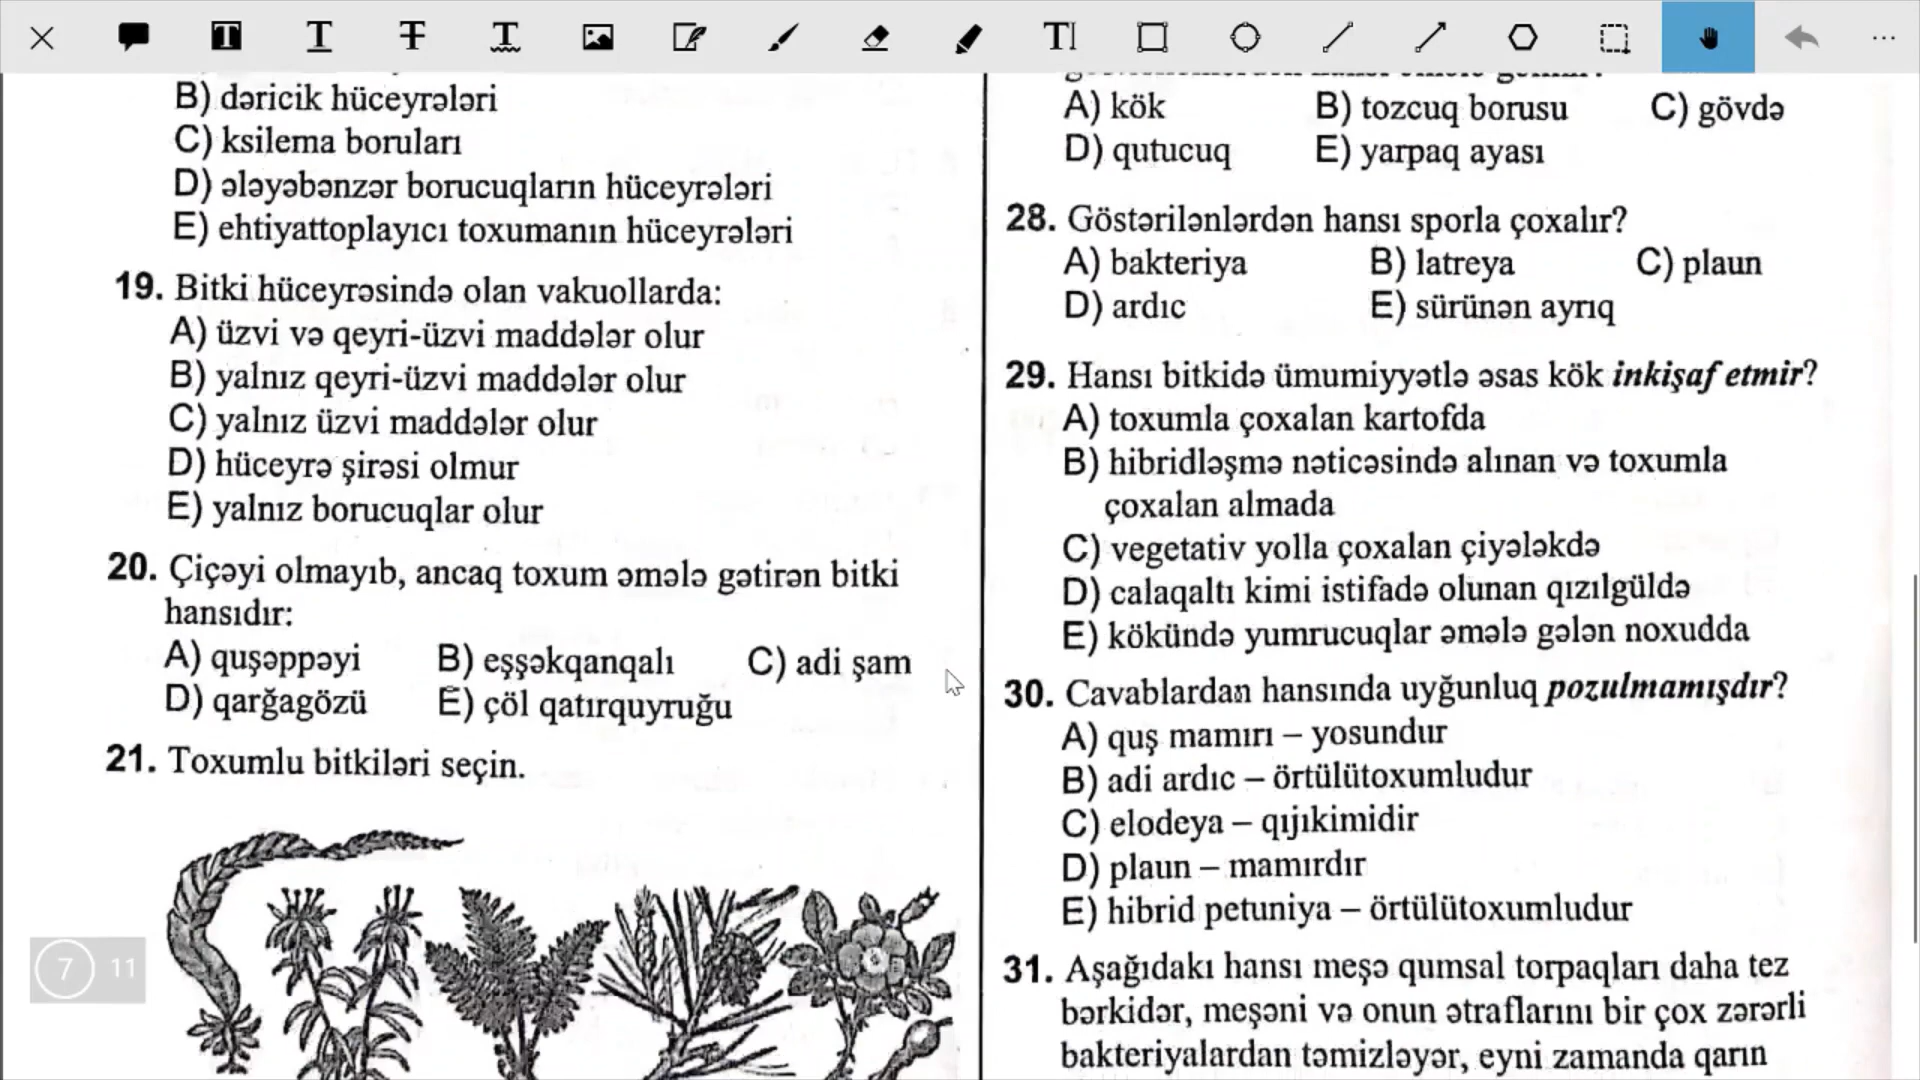 B) dəricik hüceyrələri
C) ksilema boruları
D) ələyəbənzər borucuqların hüceyrələri
E) ehtiyattoplayıcı toxumanın hüceyrələri
19. Bitki hüceyrəsində olan vakuollarda:
A) üzvi və qeyri-üzvi maddələr olur
B) yalnız qeyri-üzvi maddələr olur
C) yalnız üzvi maddələr olur
D) hüceyrə şirəsi olmur
E) yalnız borucuqlar olur
20. Çiçəyi olmayıb, ancaq toxum əmələ gətirən bitki
hansıdır:
A) quşəppəyi B) eşşəkqanqalı C) adi şam
D) qarğagözü E) çöl qatırquyruğu
21. Toxumlu bitkiləri seçin.
7 11
A) kök B) tozcuq borusu C) gövdə
D) qutucuq E) yarpaq ayası
28. Göstərilənlərdən hansı sporla çoxalır?
A) bakteriya B) latreya C) plaun
D) ardıc E) sürünən ayrıq
29. Hansı bitkidə ümumiyyətlə əsas kök inkişaf etmir?
A) toxumla çoxalan kartofda
B) hibridləşmə nəticəsində alınan və toxumla
çoxalan almada
C) vegetativ yolla çoxalan çiyələkdə
D) calaqaltı kimi istifadə olunan qızılgüldə
E) kökündə yumrucuqlar əmələ gələn noxudda
30. Cavablardan hansında uyğunluq pozulmamışdır?
A) quş mamırı – yosundur
B) adi ardıc – örtülütoxumludur
C) elodeya – qıjıkimidir
D) plaun – mamırdır
E) hibrid petuniya – örtülütoxumludur
31. Aşağıdakı hansı meşə qumsal torpaqları daha tez
bərkidər, meşəni və onun ətraflarını bir çox zərərli
bakteriyalardan təmizləyər, eyni zamanda qarın